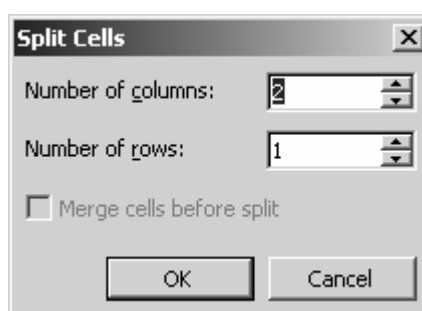 Split Cells
Number of columns: 2
Number of rows: 1
Merge cells before split
OK Cancel